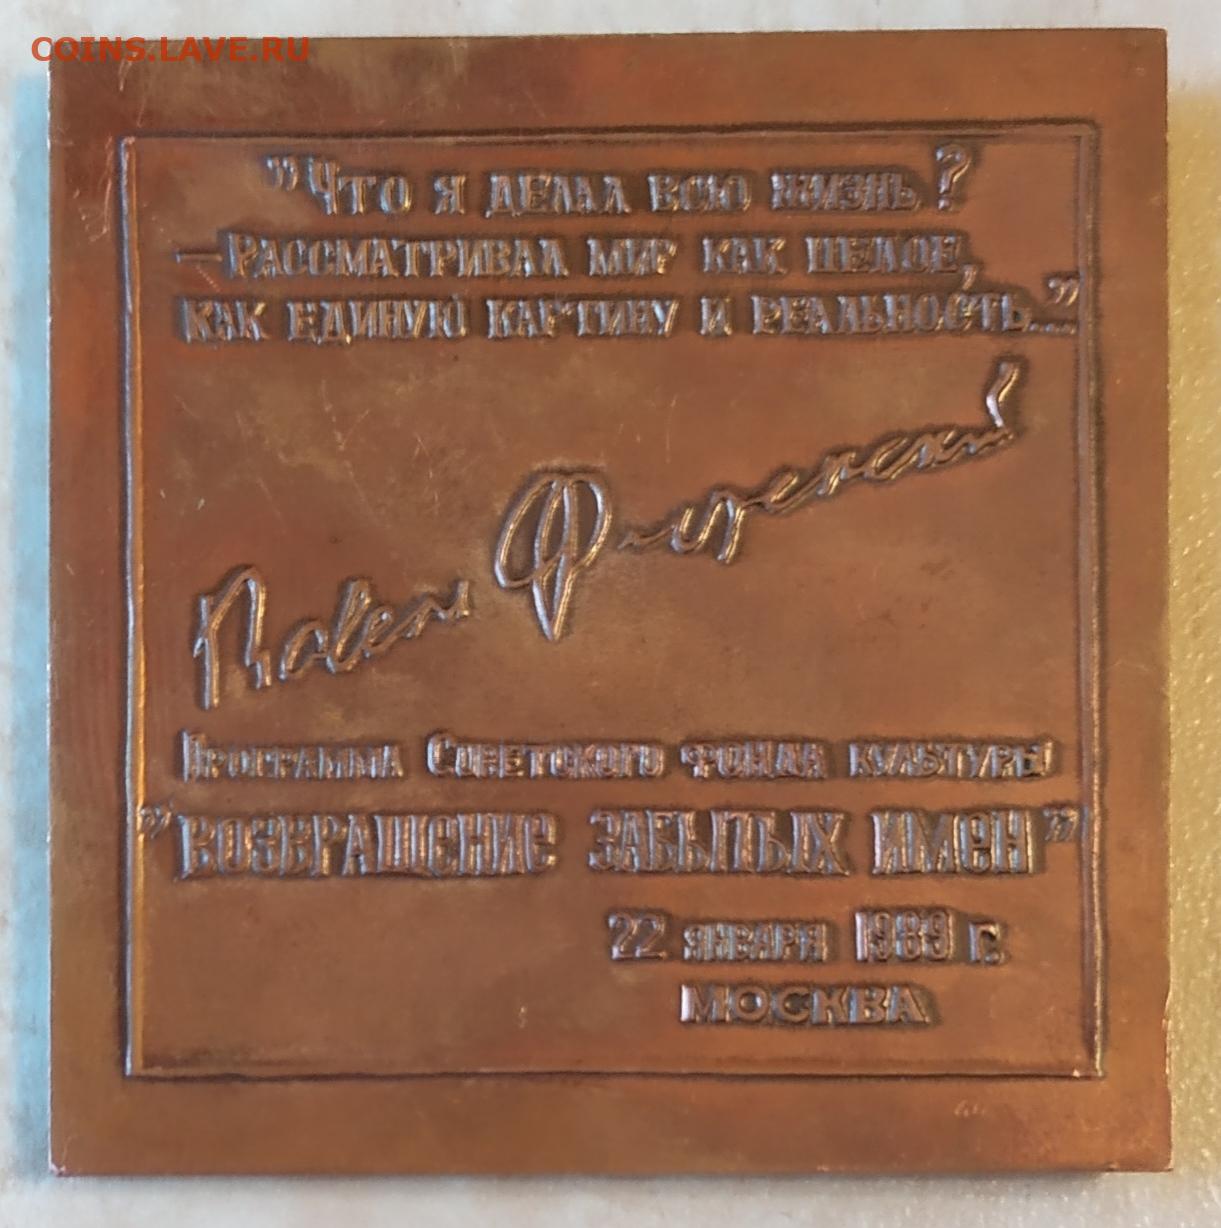 COINS.LAVE.RU
"Что я делал всю жизнь?
—Рассматривал мир как целое,
как единую картину и реальность..."
Павел Флоренский
Программа Советского фонда культуры
"Возвращение забытых имен"
22 января 1989 г.
Москва